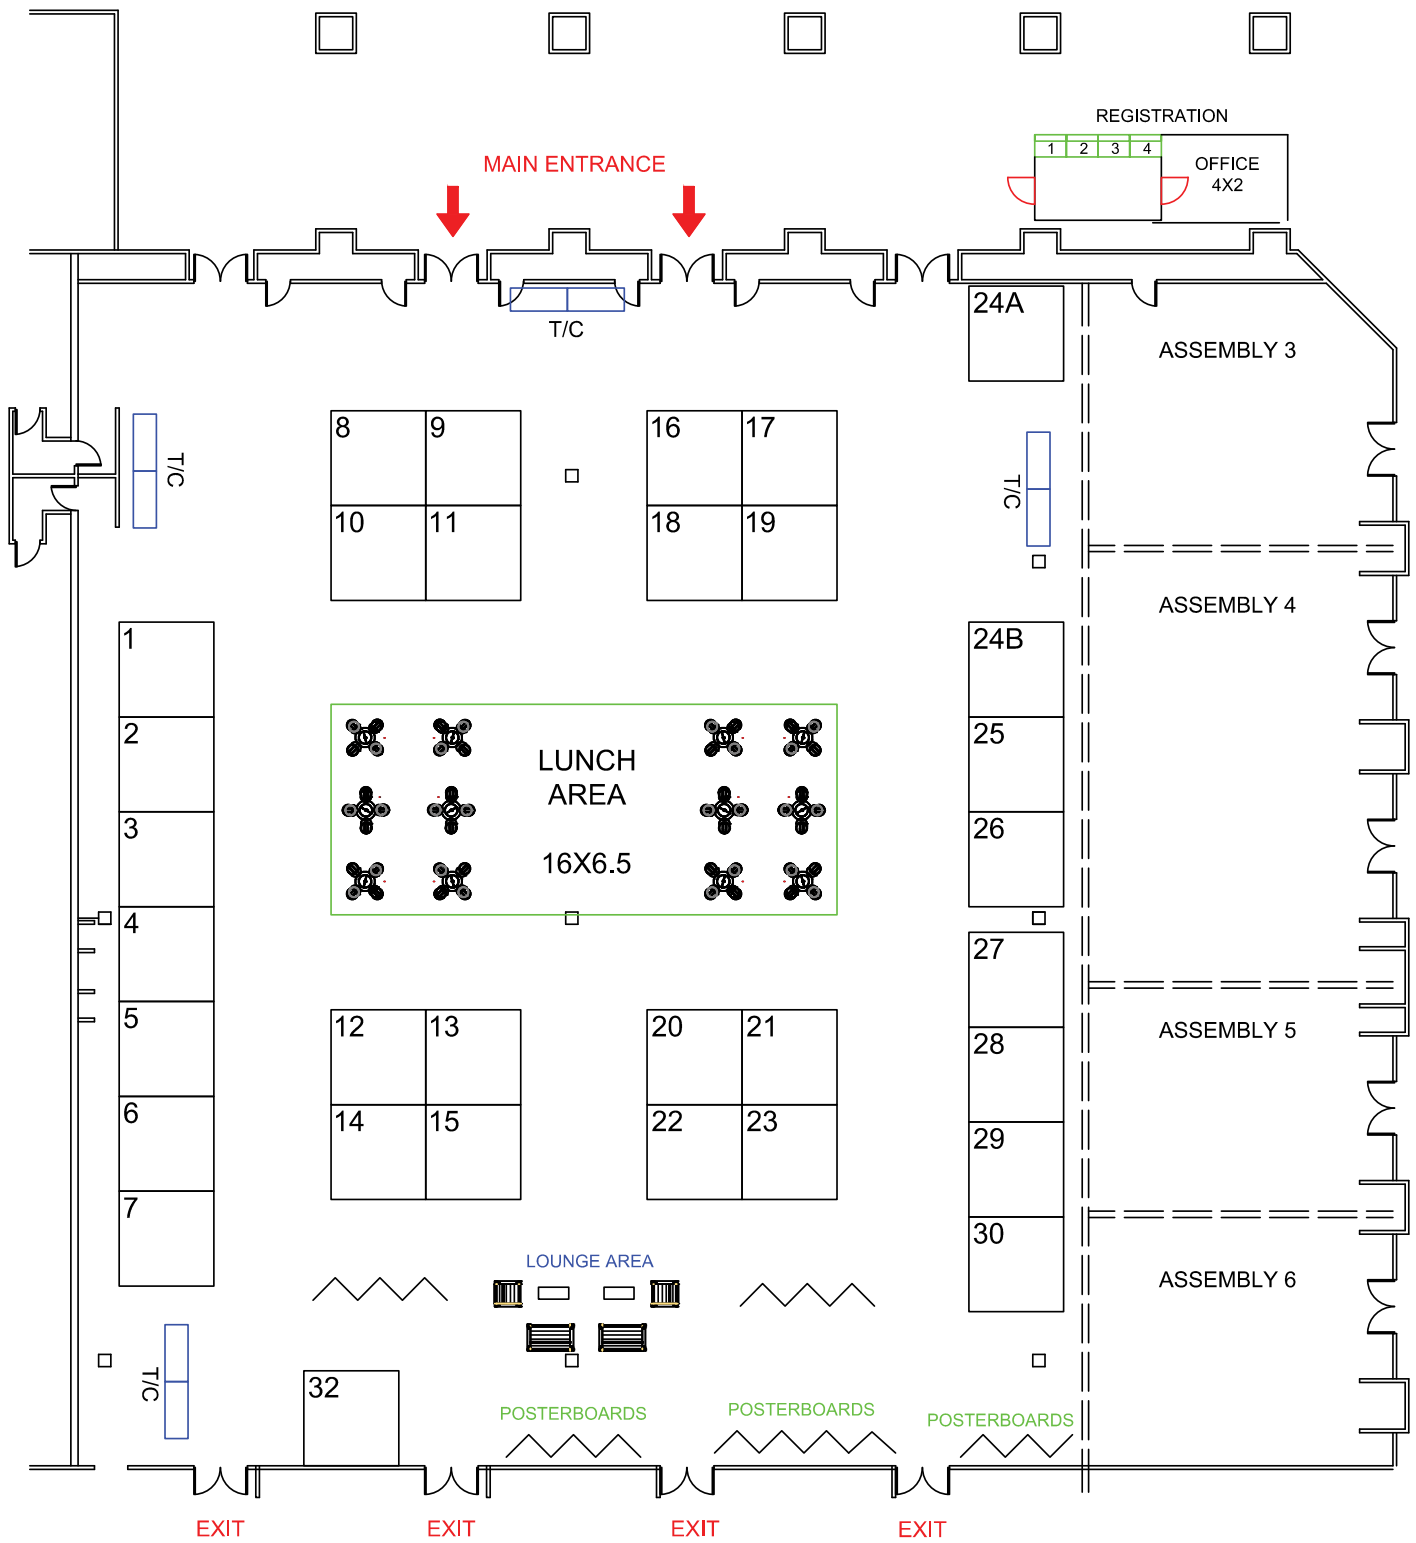 REGISTRATION
1 2 3 4
OFFICE
4X2
MAIN ENTRANCE
T/C
24A
ASSEMBLY 3
8 9
16 17
T/C
T/C
10 11
18 19
ASSEMBLY 4
1
24B
2
25
LUNCH
AREA
16X6.5
3
26
4
27
5
12 13
20 21
28
ASSEMBLY 5
6
14 15
22 23
29
7
30
LOUNGE AREA
ASSEMBLY 6
T/C
32
POSTERBOARDS
POSTERBOARDS
POSTERBOARDS
EXIT
EXIT
EXIT
EXIT